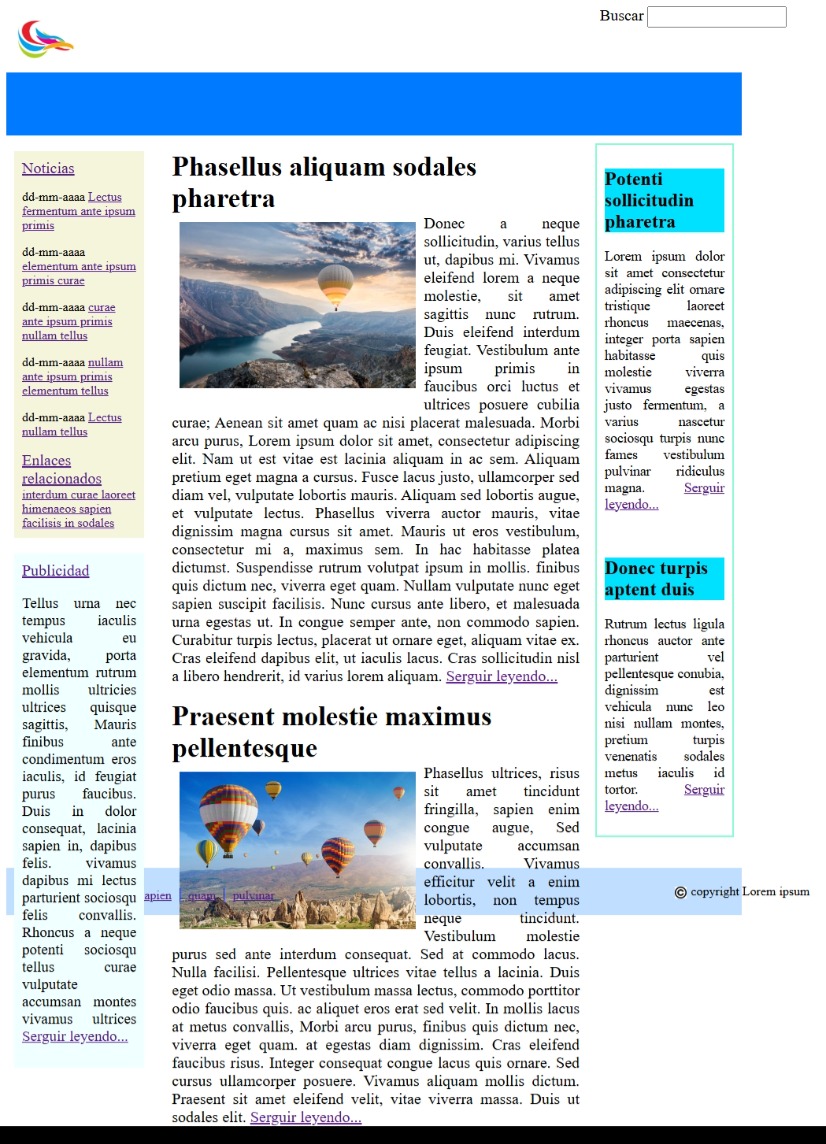 Buscar
Noticias
dd-mm-aaaa Lectus
fermentum ante ipsum
primis
dd-mm-aaaa
elementum ante ipsum
primis curae
dd-mm-aaaa curae
ante ipsum primis
nullam tellus
dd-mm-aaaa nullam
ante ipsum primis
elementum tellus
dd-mm-aaaa Lectus
nullam tellus
Enlaces
relacionados
interdum curae laoreet
himenaeos sapien
facilisis in sodales
Publicidad
Tellus urna nec
tempus iaculis
vehicula eu
gravida, porta
elementum rutrum
mollis ultricies
ultrices quisque
sagittis, Mauris
finibus ante
condimentum eros
iaculis, id feugiat
purus faucibus.
Duis in dolor
consequat, lacinia
sapien in, dapibus
felis. vivamus
dapibus mi lectus
parturient sociosqu
felis convallis.
Rhoncus a neque
potenti sociosqu
tellus curae
vulputate
accumsan montes
vivamus ultrices
Serguir leyendo...
Phasellus aliquam sodales
pharetra
Donec a neque
sollicitudin, varius tellus
ut, dapibus mi. Vivamus
eleifend lorem a neque
molestie, sit amet
sagittis nunc rutrum.
Duis eleifend interdum
feugiat. Vestibulum ante
ipsum primis in
faucibus orci luctus et
ultrices posuere cubilia
curae; Aenean sit amet quam ac nisi placerat malesuada. Morbi
arcu purus, Lorem ipsum dolor sit amet, consectetur adipiscing
elit. Nam ut est vitae est lacinia aliquam in ac sem. Aliquam
pretium eget magna a cursus. Fusce lacus justo, ullamcorper sed
diam vel, vulputate lobortis mauris. Aliquam sed lobortis augue,
et vulputate lectus. Phasellus viverra auctor mauris, vitae
dignissim magna cursus sit amet. Mauris ut eros vestibulum,
consectetur mi a, maximus sem. In hac habitasse platea
dictumst. Suspendisse rutrum volutpat ipsum in mollis. finibus
quis dictum nec, viverra eget quam. Nullam vulputate nunc eget
sapien suscipit facilisis. Nunc cursus ante libero, et malesuada
urna egestas ut. In congue semper ante, non commodo sapien.
Curabitur turpis lectus, placerat ut ornare eget, aliquam vitae ex.
Cras eleifend dapibus elit, ut iaculis lacus. Cras sollicitudin nisl
a libero hendrerit, id varius lorem aliquam. Serguir leyendo...
Praesent molestie maximus
pellentesque
Phasellus ultrices, risus
sit amet tincidunt
fringilla, sapien enim
congue augue, Sed
vulputate accumsan
convallis. Vivamus
efficitur velit a enim
lobortis, non tempus
neque tincidunt.
Vestibulum molestie
purus sed ante interdum consequat. Sed at commodo lacus.
Nulla facilisi. Pellentesque ultrices vitae tellus a lacinia. Duis
eget odio massa. Ut vestibulum massa lectus, commodo porttitor
odio faucibus quis. ac aliquet eros erat sed velit. In mollis lacus
at metus convallis, Morbi arcu purus, finibus quis dictum nec,
viverra eget quam. at egestas diam dignissim. Cras eleifend
faucibus risus. Integer consequat congue lacus quis ornare. Sed
cursus ullamcorper posuere. Vivamus aliquam mollis dictum.
Praesent sit amet eleifend velit, vitae viverra massa. Duis ut
sodales elit. Serguir leyendo...
Potenti
sollicitudin
pharetra
Lorem ipsum dolor
sit amet consectetur
adipiscing elit ornare
tristique laoreet
rhoncus maecenas,
integer porta sapien
habitasse quis
molestie viverra
vivamus egestas
justo fermentum, a
varius nascetur
sociosqu turpis nunc
fames vestibulum
pulvinar ridiculus
magna. Serguir
leyendo...
Donec turpis
aptent duis
Rutrum lectus ligula
rhoncus auctor ante
parturient vel
pellentesque conubia,
dignissim est
vehicula nunc leo
nisi nullam montes,
pretium turpis
venenatis sodales
metus iaculis id
tortor. Serguir
leyendo...
apien | quam | pulvinar
© copyright Lorem ipsum